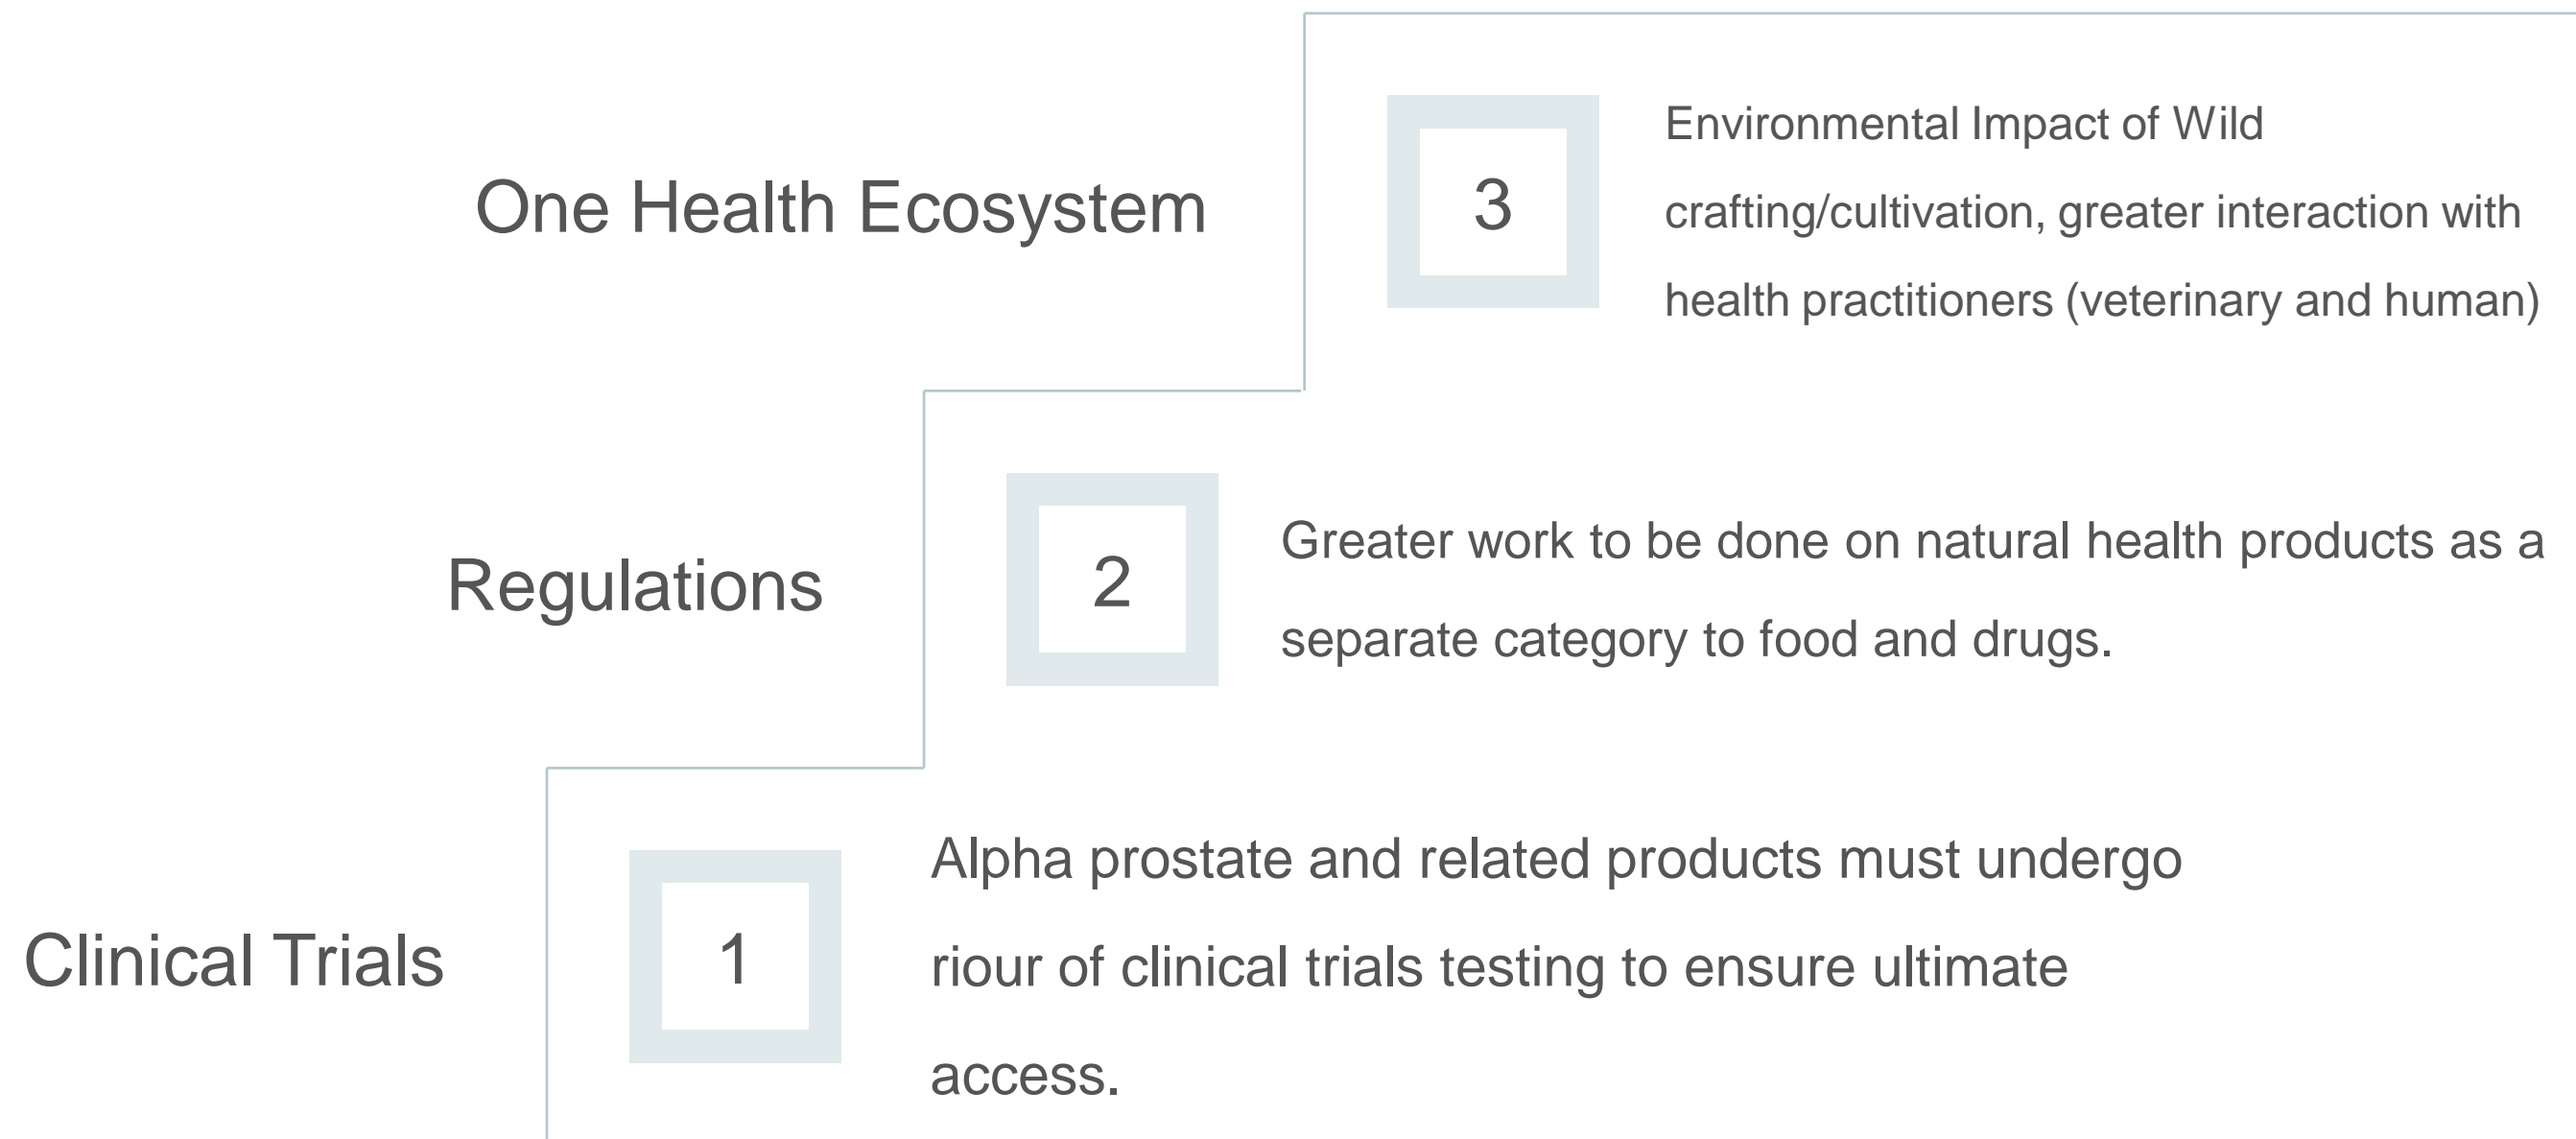 One Health Ecosystem
3
Environmental Impact of Wild
crafting/cultivation, greater interaction with
health practitioners (veterinary and human)
Regulations
2
Greater work to be done on natural health products as a
separate category to food and drugs.
Clinical Trials
1
Alpha prostate and related products must undergo
riour of clinical trials testing to ensure ultimate
access.